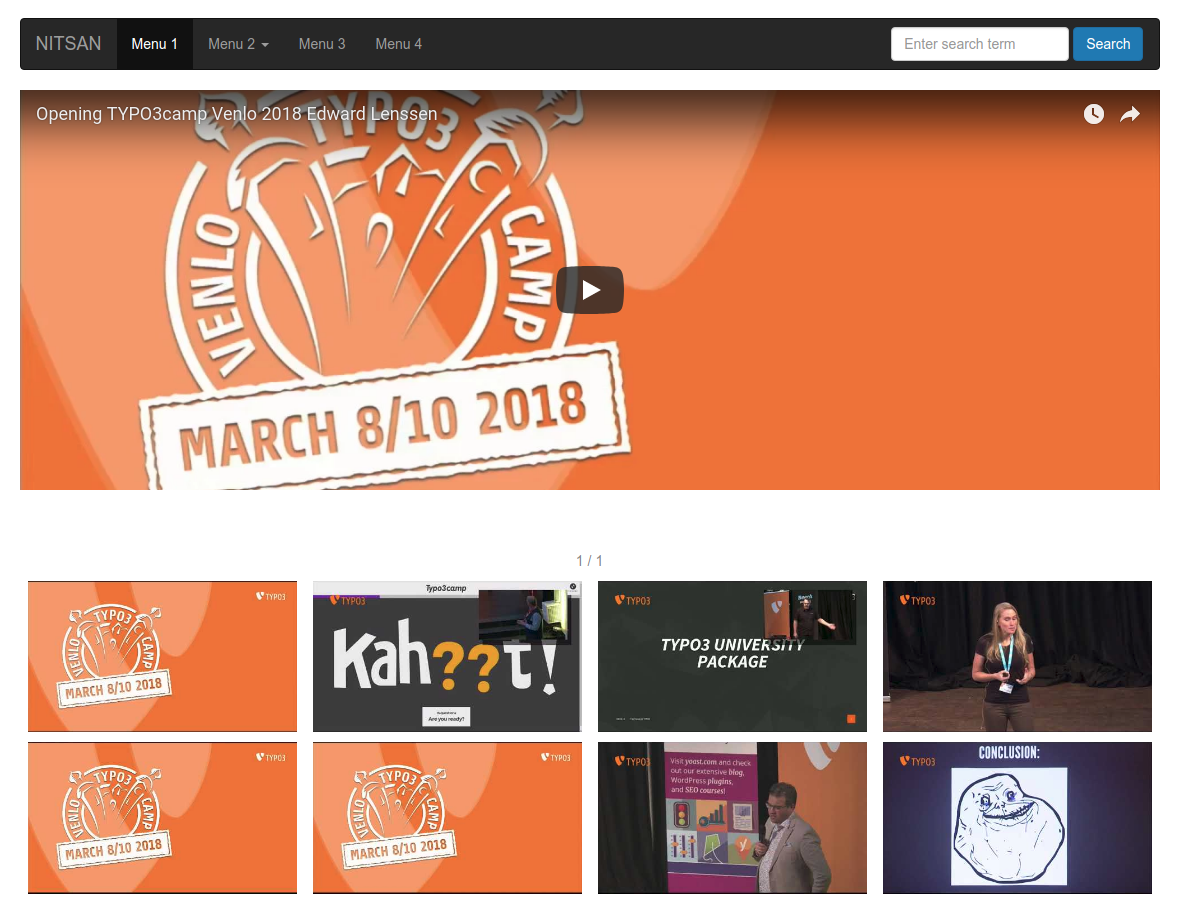 NITSAN
Menu 1
Menu 2
Menu 3
Menu 4
Enter search term
Search
Opening TYPO3camp Venlo 2018 Edward Lenssen
TYPO3
VENLO
CAMP
MARCH 8/10 2018
1 / 1
TYPO3
TYPO3
VENLO
CAMP
MARCH 8/10 2018
Typo3camp
TYPO3
Kah??t!
Are you ready?
TYPO3
TYPO3 UNIVERSITY
PACKAGE
TYPO3
TYPO3
TYPO3
VENLO
CAMP
MARCH 8/10 2018
TYPO3
TYPO3
VENLO
CAMP
MARCH 8/10 2018
TYPO3
Visit yoast.com and check
out our extensive blog,
WordPress plugins,
and SEO courses!
TYPO3
CONCLUSION: